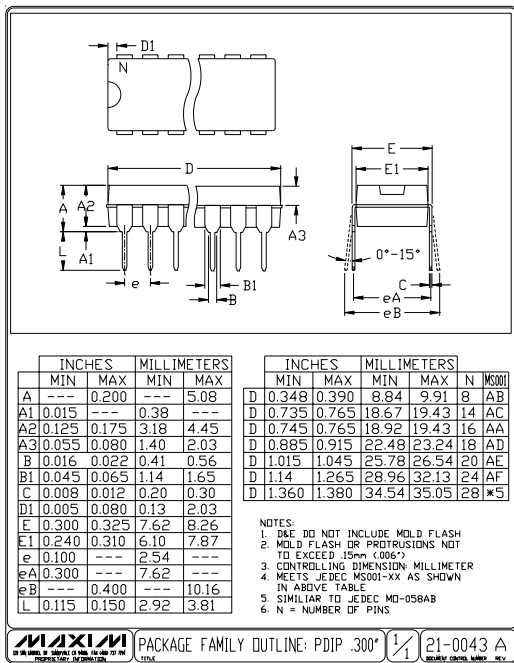 D1
N
D
A
A2
A1
L
A3
e
B1
B
E
E1
0°-15°
C
eA
eB
INCHES MILLIMETERS
MIN MAX MIN MAX
A --- 0.200 --- 5.08
A1 0.015 --- 0.38 ---
A2 0.125 0.175 3.18 4.45
A3 0.055 0.080 1.40 2.03
B 0.016 0.022 0.41 0.56
B1 0.045 0.065 1.14 1.65
C 0.008 0.012 0.20 0.30
D1 0.005 0.080 0.13 2.03
E 0.300 0.325 7.62 8.26
E1 0.240 0.310 6.10 7.87
e 0.100 --- 2.54 ---
eA 0.300 --- 7.62 ---
eB --- 0.400 --- 10.16
L 0.115 0.150 2.92 3.81
INCHES MILLIMETERS
MIN MAX MIN MAX N MS001
D 0.348 0.390 8.84 9.91 8 AB
D 0.735 0.765 18.67 19.43 14 AC
D 0.745 0.765 18.92 19.43 16 AA
D 0.885 0.915 22.48 23.24 18 AD
D 1.015 1.045 25.78 26.54 20 AE
D 1.14 1.265 28.96 32.13 24 AF
D 1.360 1.380 34.54 35.05 28 *5
NOTES:
1. D&E DO NOT INCLUDE MOLD FLASH
2. MOLD FLASH OR PROTRUSIONS NOT
TO EXCEED .15mm (.006")
3. CONTROLLING DIMENSION: MILLIMETER
4. MEETS JEDEC MS001-XX AS SHOWN
IN ABOVE TABLE
5. SIMILIAR TO JEDEC MO-058AB
6. N = NUMBER OF PINS
MAXIM
PROPRIETARY INFORMATION
PACKAGE FAMILY OUTLINE: PDIP .300"
TITLE
1/1
21-0043 A
DOCUMENT CONTROL NUMBER REV